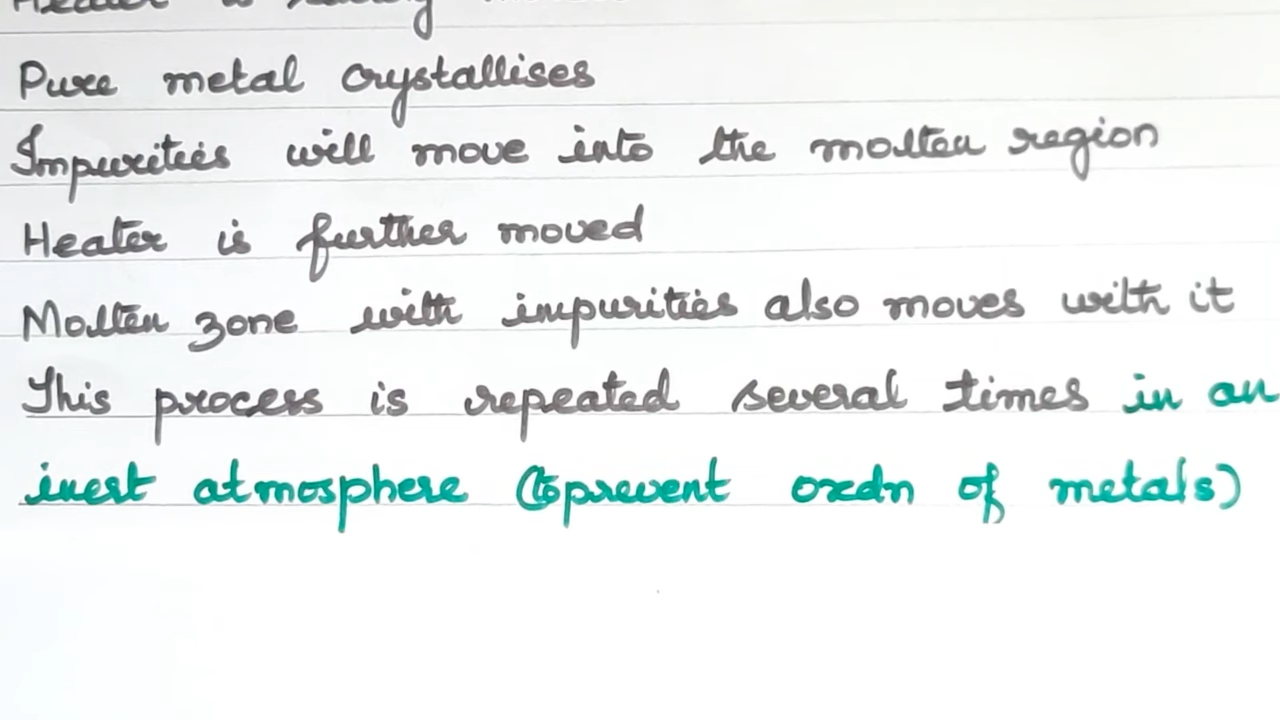 Pure metal crystallises
Impurities will move into the molten region
Heater is further moved
Molten zone with impurities also moves with it
This process is repeated several times in an
inert atmosphere (to prevent oxdn of metals)